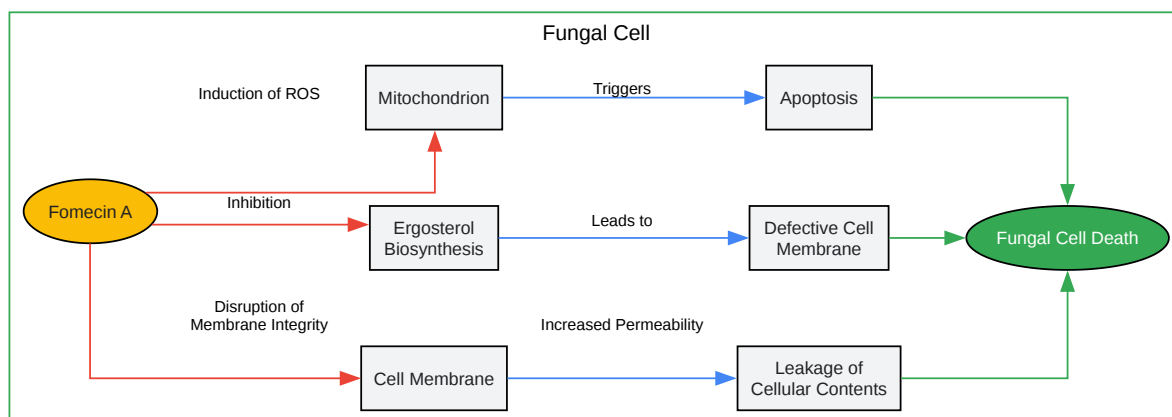 Fungal Cell
Induction of ROS
Mitochondrion
Triggers
Apoptosis
Fomecin A
Inhibition
Ergosterol
Biosynthesis
Leads to
Defective Cell
Membrane
Fungal Cell Death
Disruption of
Membrane Integrity
Cell Membrane
Increased Permeability
Leakage of
Cellular Contents